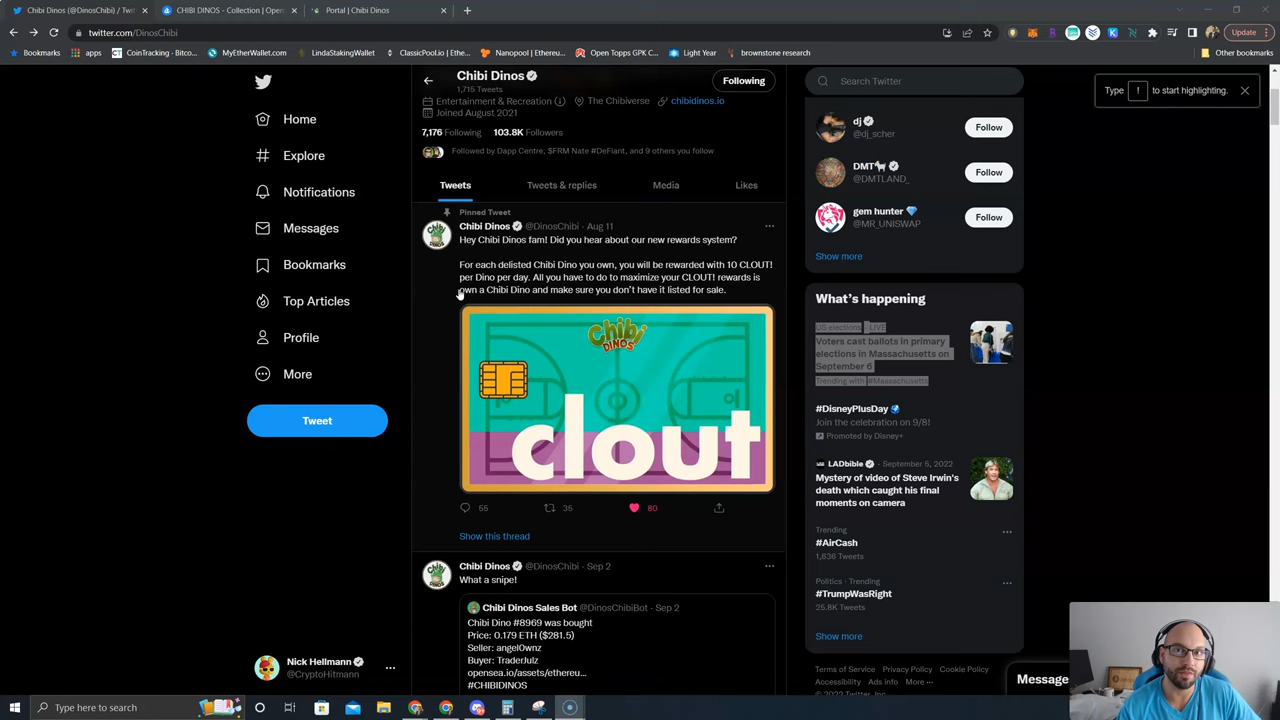 Chibi Dinos (@DinosChibi) / Twit
CHIBI DINOS - Collection | Open
Portal | Chibi Dinos
twitter.com/DinosChibi
Update
Bookmarks
apps
CoinTracking - Bitco...
MyEtherWallet.com
LindaStakingWallet
ClassicPool.io | Ethe...
Nanopool | Ethereu...
Open Topps GPK C...
Light Year
brownstone research
Other bookmarks
Home
Explore
Notifications
Messages
Bookmarks
Top Articles
Profile
More
Tweet
Nick Hellmann
@CryptoHitmann
Chibi Dinos
1,715 Tweets
Following
Entertainment & Recreation
The Chibiverse
chibidinos.io
Joined August 2021
7,176 Following
103.8K Followers
Followed by Dapp Centre, $FRM Nate #DeFIant, and 9 others you follow
Tweets
Tweets & replies
Media
Likes
Pinned Tweet
Chibi Dinos @DinosChibi · Aug 11
Hey Chibi Dinos fam! Did you hear about our new rewards system?
For each delisted Chibi Dino you own, you will be rewarded with 10 CLOUT!
per Dino per day. All you have to do to maximize your CLOUT! rewards is
own a Chibi Dino and make sure you don't have it listed for sale.
Chibi
DINOS
clout
55
35
80
Show this thread
Chibi Dinos @DinosChibi · Sep 2
What a snipe!
Chibi Dinos Sales Bot @DinosChibiBot · Sep 2
Chibi Dino #8969 was bought
Price: 0.179 ETH ($281.5)
Seller: angel0wnz
Buyer: TraderJulz
opensea.io/assets/ethereu...
#CHIBIDINOS
Search Twitter
Type ! to start highlighting.
dj
@dj_scher
Follow
DMT
@DMTLAND_
Follow
gem hunter
@MR_UNISWAP
Follow
Show more
What's happening
US elections · LIVE
Voters cast ballots in primary
elections in Massachusetts on
September 6
Trending with #Massachusetts
#DisneyPlusDay
Join the celebration on 9/8!
Promoted by Disney+
LADbible · September 5, 2022
Mystery of video of Steve Irwin's
death which caught his final
moments on camera
Trending
#AirCash
1,636 Tweets
Politics · Trending
#TrumpWasRight
25.8K Tweets
Show more
Terms of Service Privacy Policy Cookie Policy
Accessibility Ads info More ···
© 2022 Twitter, Inc.
Message
Type here to search